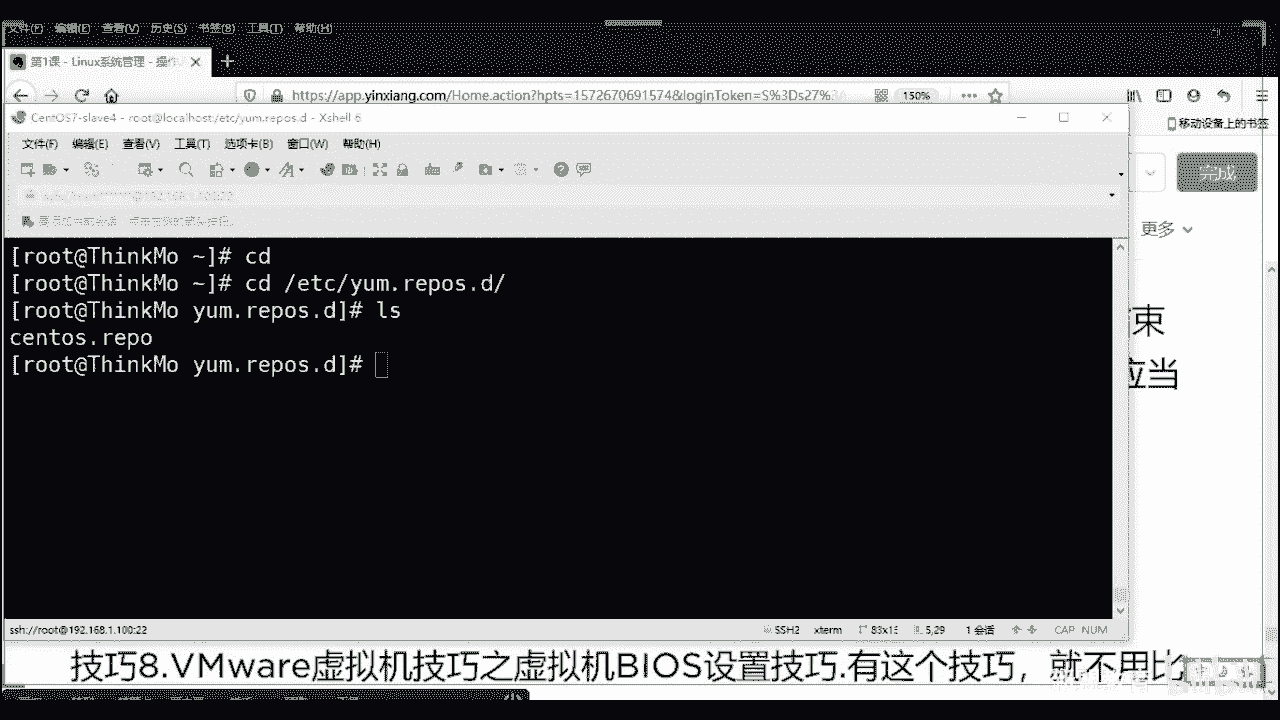 文件(F) 编辑(E) 查看(V) 历史(S) 书签(B) 工具(T) 帮助(H)
第1课 - Linux系统管理 - 操作
https://app.yinxiang.com/Home.action?hpts=1572670691574&loginToken=S%3Ds27%3
150%
移动设备上的书签
CentOS7-slave4 - root@localhost:/etc/yum.repos.d - Xshell 6
文件(F) 编辑(E) 查看(V) 工具(T) 选项卡(B) 窗口(W) 帮助(H)
完成
更多
[root@ThinkMo ~]# cd
[root@ThinkMo ~]# cd /etc/yum.repos.d/
[root@ThinkMo yum.repos.d]# ls
centos.repo
[root@ThinkMo yum.repos.d]#
束
应当
ssh://root@192.168.1.100:22 SSH2 xterm 83x15 5,29 1 会话 CAP NUM
技巧8.VMware虚拟机技巧之虚拟机BIOS设置技巧.有这个技巧，就不用比